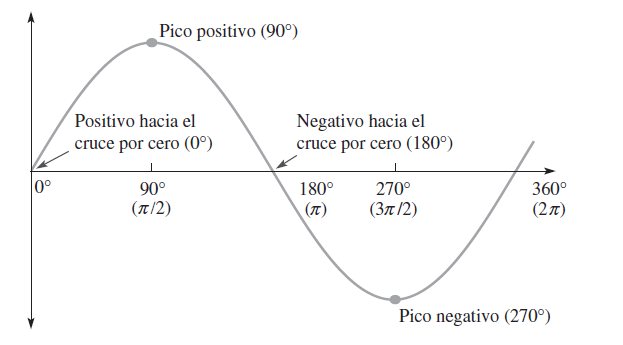 Pico positivo (90°)
Positivo hacia el
cruce por cero (0°)
Negativo hacia el
cruce por cero (180°)
0°
90°
(π/2)
180°
(π)
270°
(3π/2)
360°
(2π)
Pico negativo (270°)